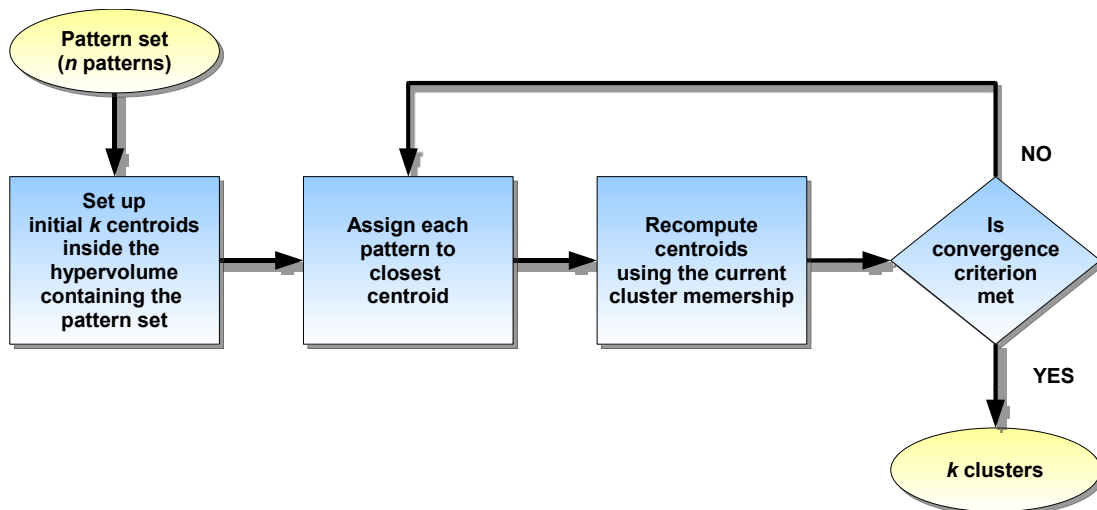 Pattern set
(n patterns)
Set up
initial k centroids
inside the
hypervolume
containing the
pattern set
Assign each
pattern to
closest
centroid
Recompute
centroids
using the current
cluster memership
Is
convergence
criterion
met
NO
YES
k clusters